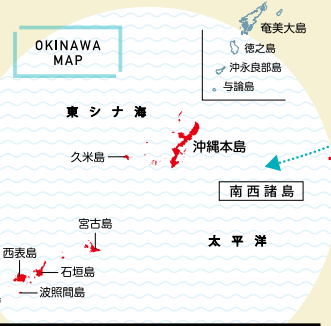 OKINAWA
MAP
奄美大島
徳之島
沖永良部島
与論島
東シナ海
沖縄本島
久米島
南西諸島
宮古島
太平洋
西表島
石垣島
波照間島